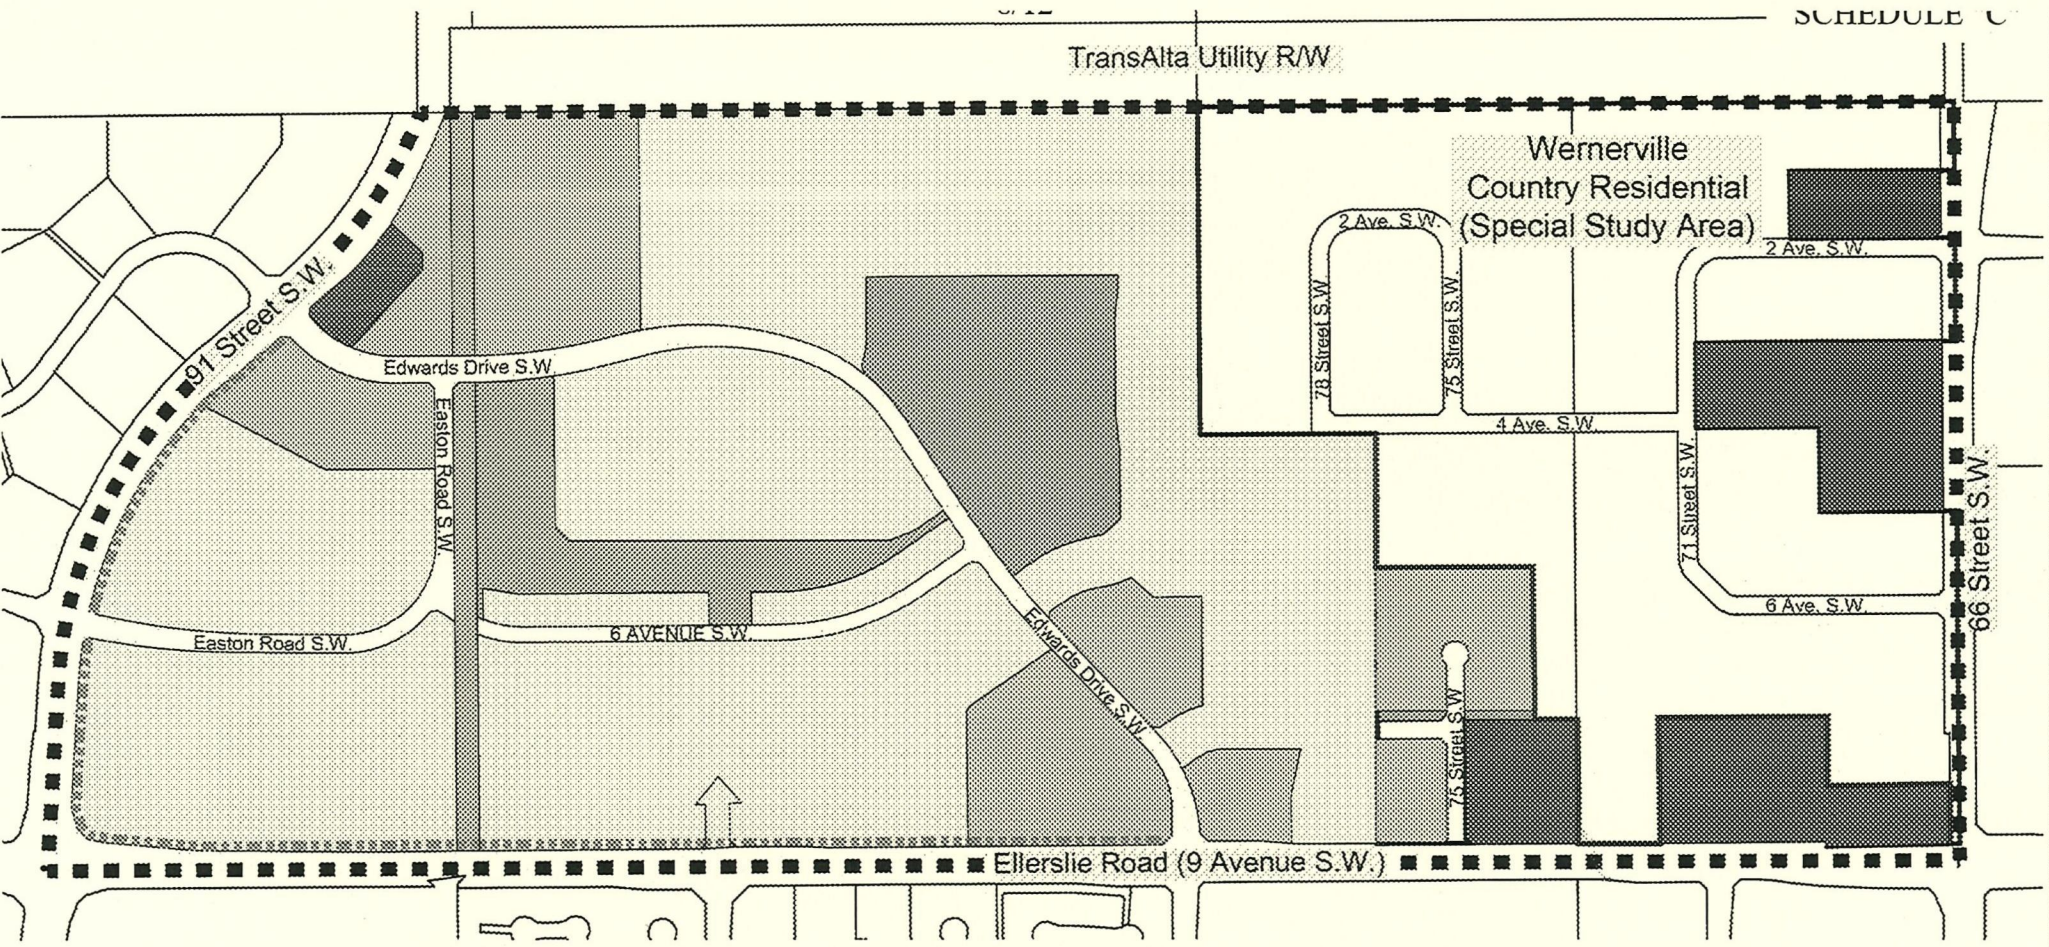 SCHEDULE "C"
TransAlta Utility R/W
Wernerville
Country Residential
(Special Study Area)
2 Ave. S.W.
2 Ave. S.W.
91 Street S.W.
78 Street S.W.
75 Street S.W.
Edwards Drive S.W.
Easton Road S.W.
4 Ave. S.W.
71 Street S.W.
66 Street S.W.
6 Ave. S.W.
Easton Road S.W.
6 AVENUE S.W.
Edwards Drive S.W.
75 Street S.W.
Ellerslie Road (9 Avenue S.W.)